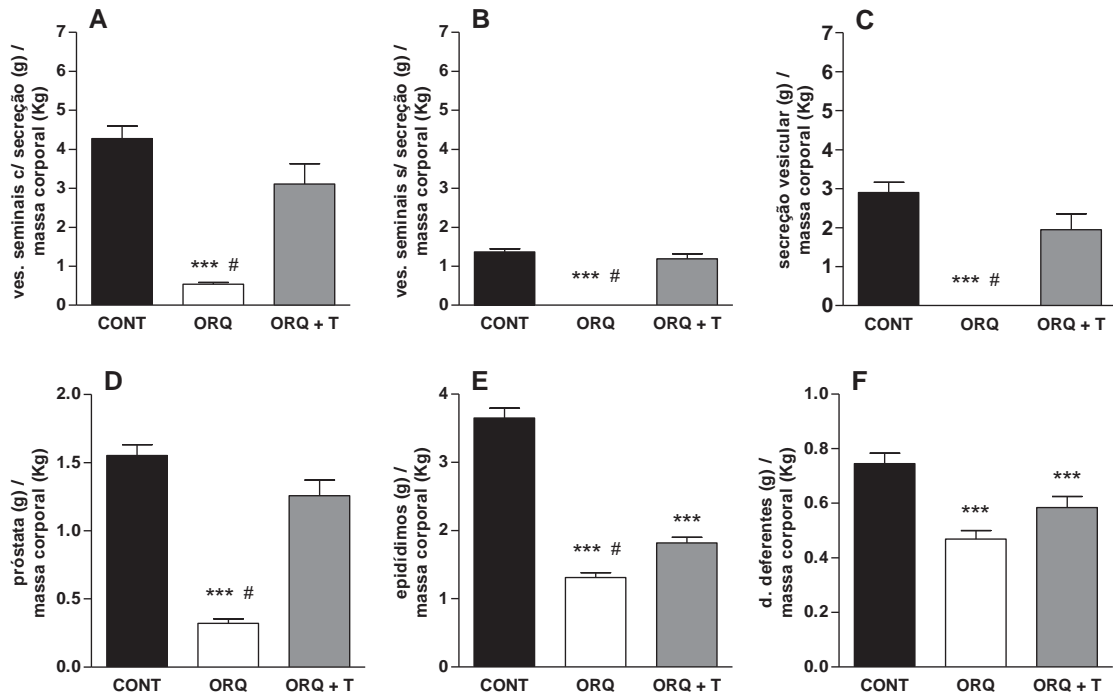 A
ves. seminais c/ secreção (g) /
massa corporal (Kg)
7
6
5
4
3
2
1
0
*** #
CONT ORQ ORQ + T
B
ves. seminais s/ secreção (g) /
massa corporal (Kg)
7
6
5
4
3
2
1
0
*** #
CONT ORQ ORQ + T
C
secreção vesicular (g) /
massa corporal (Kg)
7
6
5
4
3
2
1
0
*** #
CONT ORQ ORQ + T
D
próstata (g) /
massa corporal (Kg)
2.0
1.5
1.0
0.5
0.0
*** #
CONT ORQ ORQ + T
E
epidídimos (g) /
massa corporal (Kg)
4
3
2
1
0
*** #
***
CONT ORQ ORQ + T
F
d. deferentes (g) /
massa corporal (Kg)
1.0
0.8
0.6
0.4
0.2
0.0
***
***
CONT ORQ ORQ + T